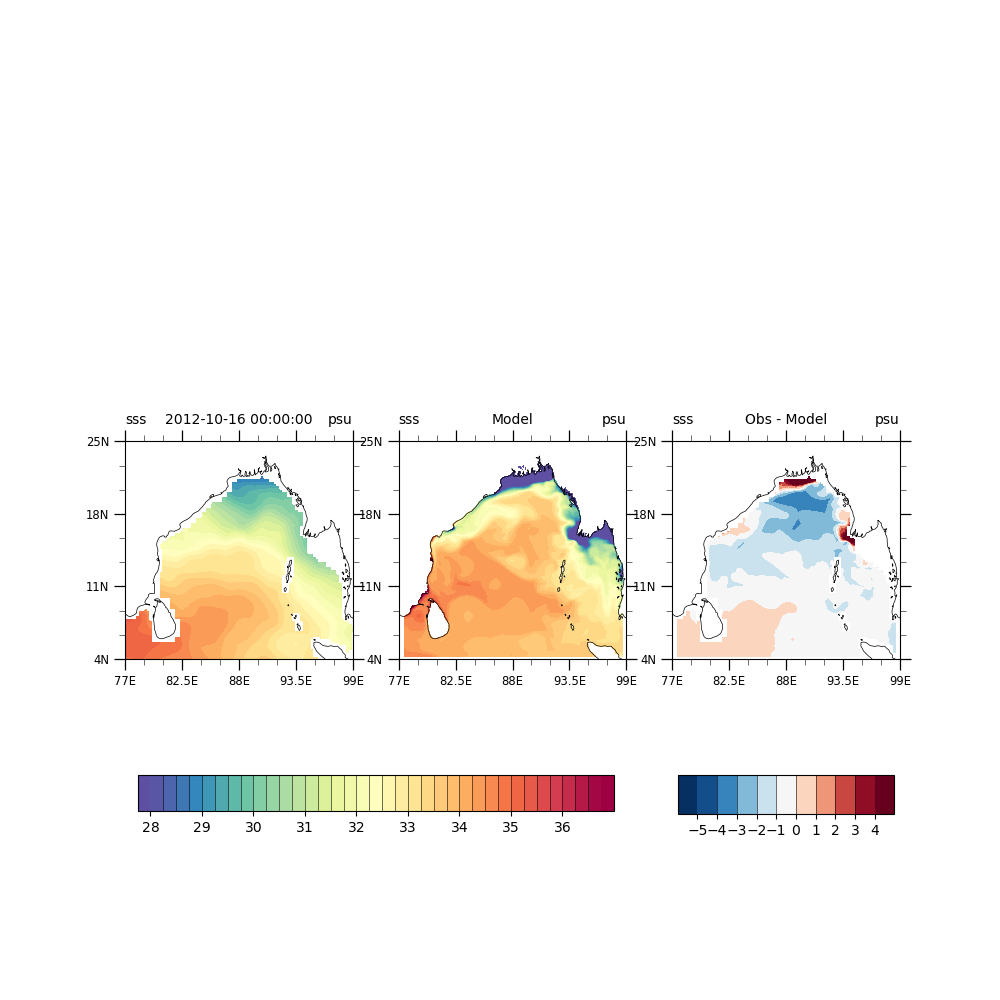 sss 2012-10-16 00:00:00 psu
sss Model psu
sss Obs - Model psu
25N
18N
11N
4N
77E 82.5E 88E 93.5E 99E
25N
18N
11N
4N
77E 82.5E 88E 93.5E 99E
25N
18N
11N
4N
77E 82.5E 88E 93.5E 99E
28 29 30 31 32 33 34 35 36
−5 −4 −3 −2 −1 0 1 2 3 4